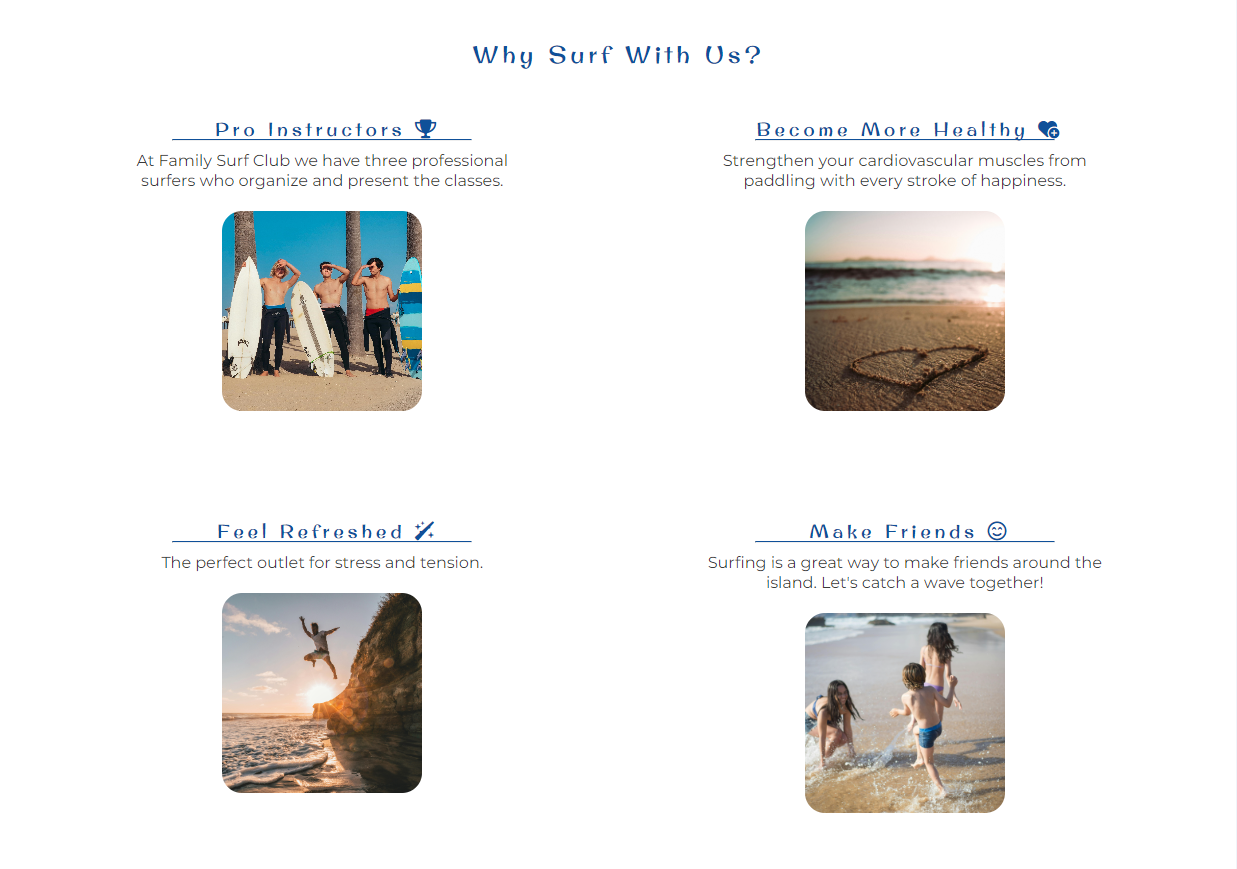 Why Surf With Us?
Pro Instructors
At Family Surf Club we have three professional
surfers who organize and present the classes.
Become More Healthy
Strengthen your cardiovascular muscles from
paddling with every stroke of happiness.
Feel Refreshed
The perfect outlet for stress and tension.
Make Friends
Surfing is a great way to make friends around the
island. Let's catch a wave together!